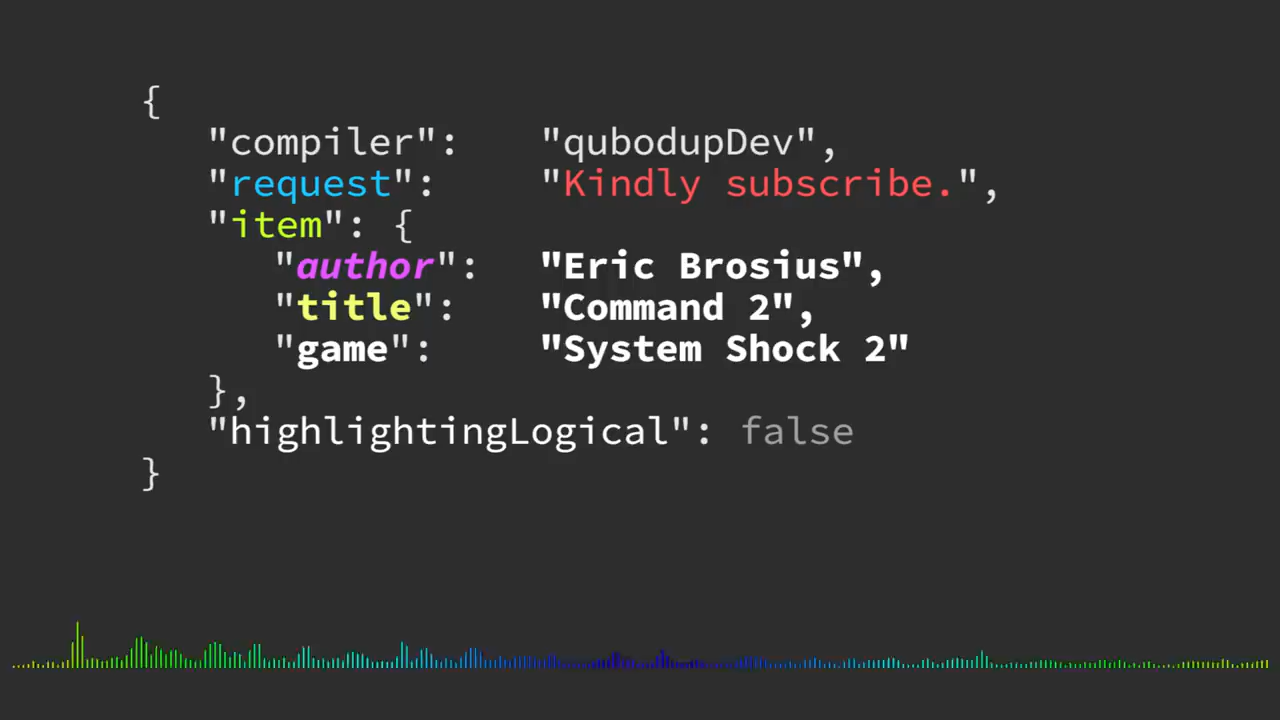 {
"compiler": "qubodupDev",
"request": "Kindly subscribe.",
"item": {
"author": "Eric Brosius",
"title": "Command 2",
"game": "System Shock 2"
},
"highlightingLogical": false
}